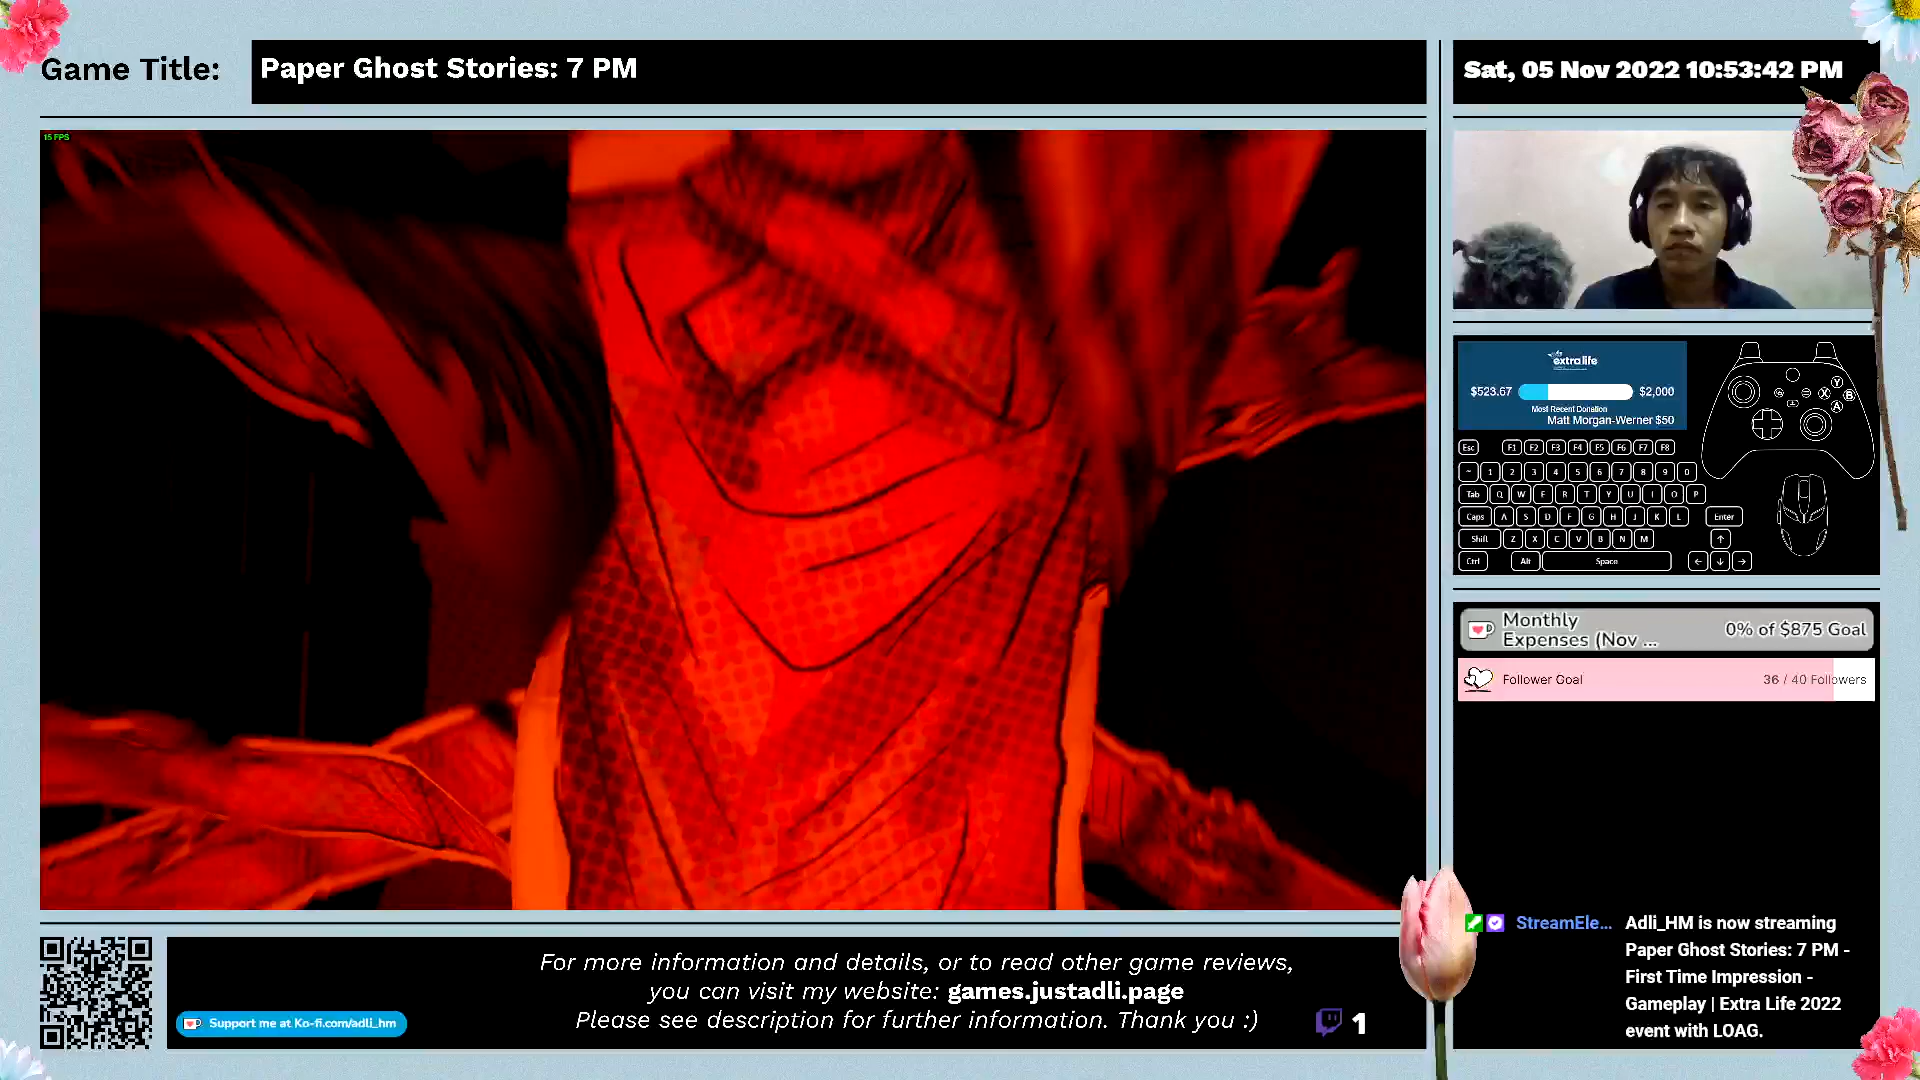 Game Title:
Paper Ghost Stories: 7 PM
Sat, 05 Nov 2022 10:53:42 PM
15 FPS
extralife
$523.67
$2,000
Most Recent Donation
Matt Morgan-Werner $50
Y
X B
A
Esc F1 F2 F3 F4 F5 F6 F7 F8
~ 1 2 3 4 5 6 7 8 9 0
Tab Q W F R T Y U I O P
Caps A S D F G H J K L Enter
Shift Z X C V B N M ↑
Ctrl Alt Space ← ↓ →
Monthly
Expenses (Nov ...
0% of $875 Goal
Follower Goal
36 / 40 Followers
StreamEle... Adli_HM is now streaming
Paper Ghost Stories: 7 PM -
First Time Impression -
Gameplay | Extra Life 2022
event with LOAG.
For more information and details, or to read other game reviews,
you can visit my website: games.justadli.page
Please see description for further information. Thank you :)
Support me at Ko-fi.com/adli_hm
1